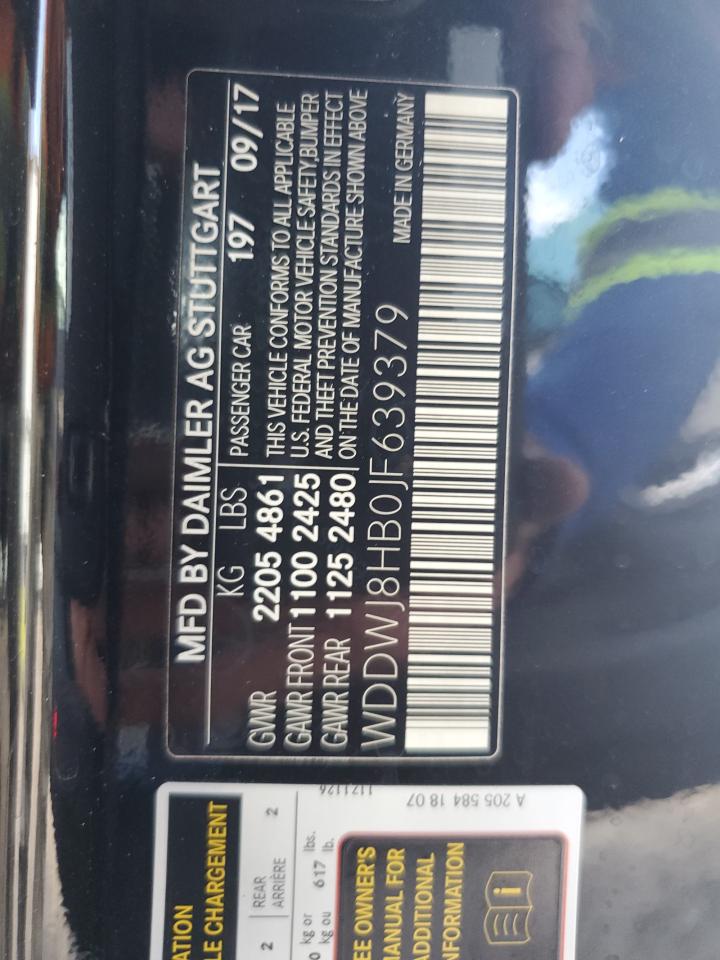 MFD BY DAIMLER AG STUTTGART
KG LBS PASSENGER CAR 197 09/17
GWWR 2205 4861 THIS VEHICLE CONFORMS TO ALL APPLICABLE
GAWR FRONT 1100 2425 U.S. FEDERAL MOTOR VEHICLE SAFETY,BUMPER
GAWR REAR 1125 2480 AND THEFT PREVENTION STANDARDS IN EFFECT
ON THE DATE OF MANUFACTURE SHOWN ABOVE
WDDWJ8HB0JF639379 MADE IN GERMANY
ATION
LE CHARGEMENT
2 REAR 2
ARRIÈRE
0 kg or lbs.
kg ou 617 lb.
EE OWNER'S
MANUAL FOR
ADDITIONAL
NFORMATION
A 205 584 18 07